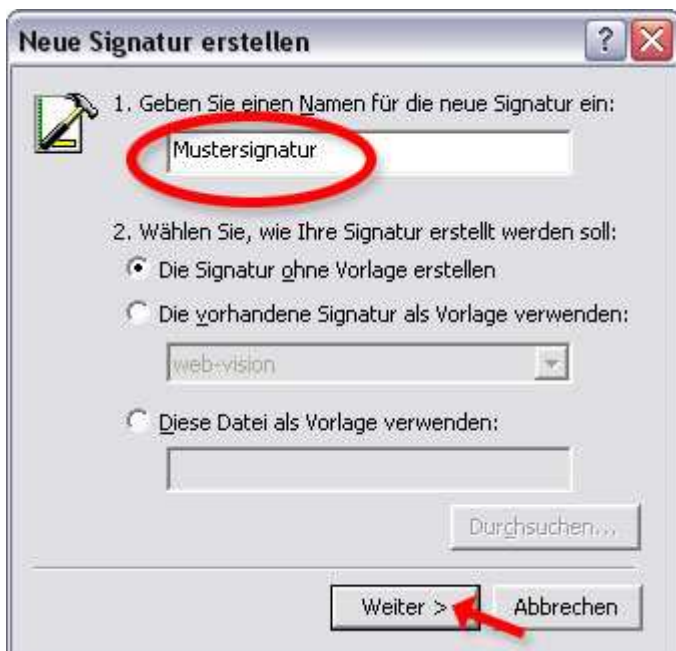 Neue Signatur erstellen
?
1. Geben Sie einen Namen für die neue Signatur ein:
Mustersignatur
2. Wählen Sie, wie Ihre Signatur erstellt werden soll:
Die Signatur ohne Vorlage erstellen
Die vorhandene Signatur als Vorlage verwenden:
web-vision
Diese Datei als Vorlage verwenden:
Durchsuchen...
Weiter > Abbrechen